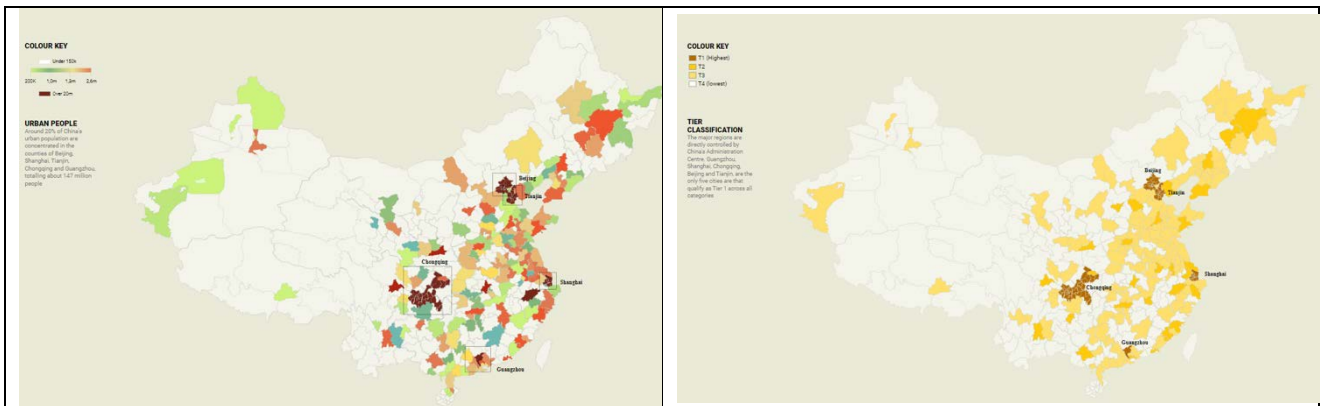 COLOUR KEY
Under 150k
200K 1,0m 1,3m 2,6m
Over 20m
URBAN PEOPLE
Around 20% of China's
urban population are
concentrated in the
counties of Beijing,
Shanghai, Tianjin,
Chongqing and Guangzhou,
totalling about 147 million
people
Beijing
Tianjin
Chongqing
Shanghai
Guangzhou
COLOUR KEY
T1 (Highest)
T2
T3
T4 (lowest)
TIER
CLASSIFICATION
The major regions are
directly controlled by
China's Administration
Centre, Guangzhou,
Shanghai, Chongqing,
Beijing and Tianjin, are the
only five cities are that
qualify as Tier 1 across all
categories
Beijing
Tianjin
Shanghai
Chongqing
Guangzhou